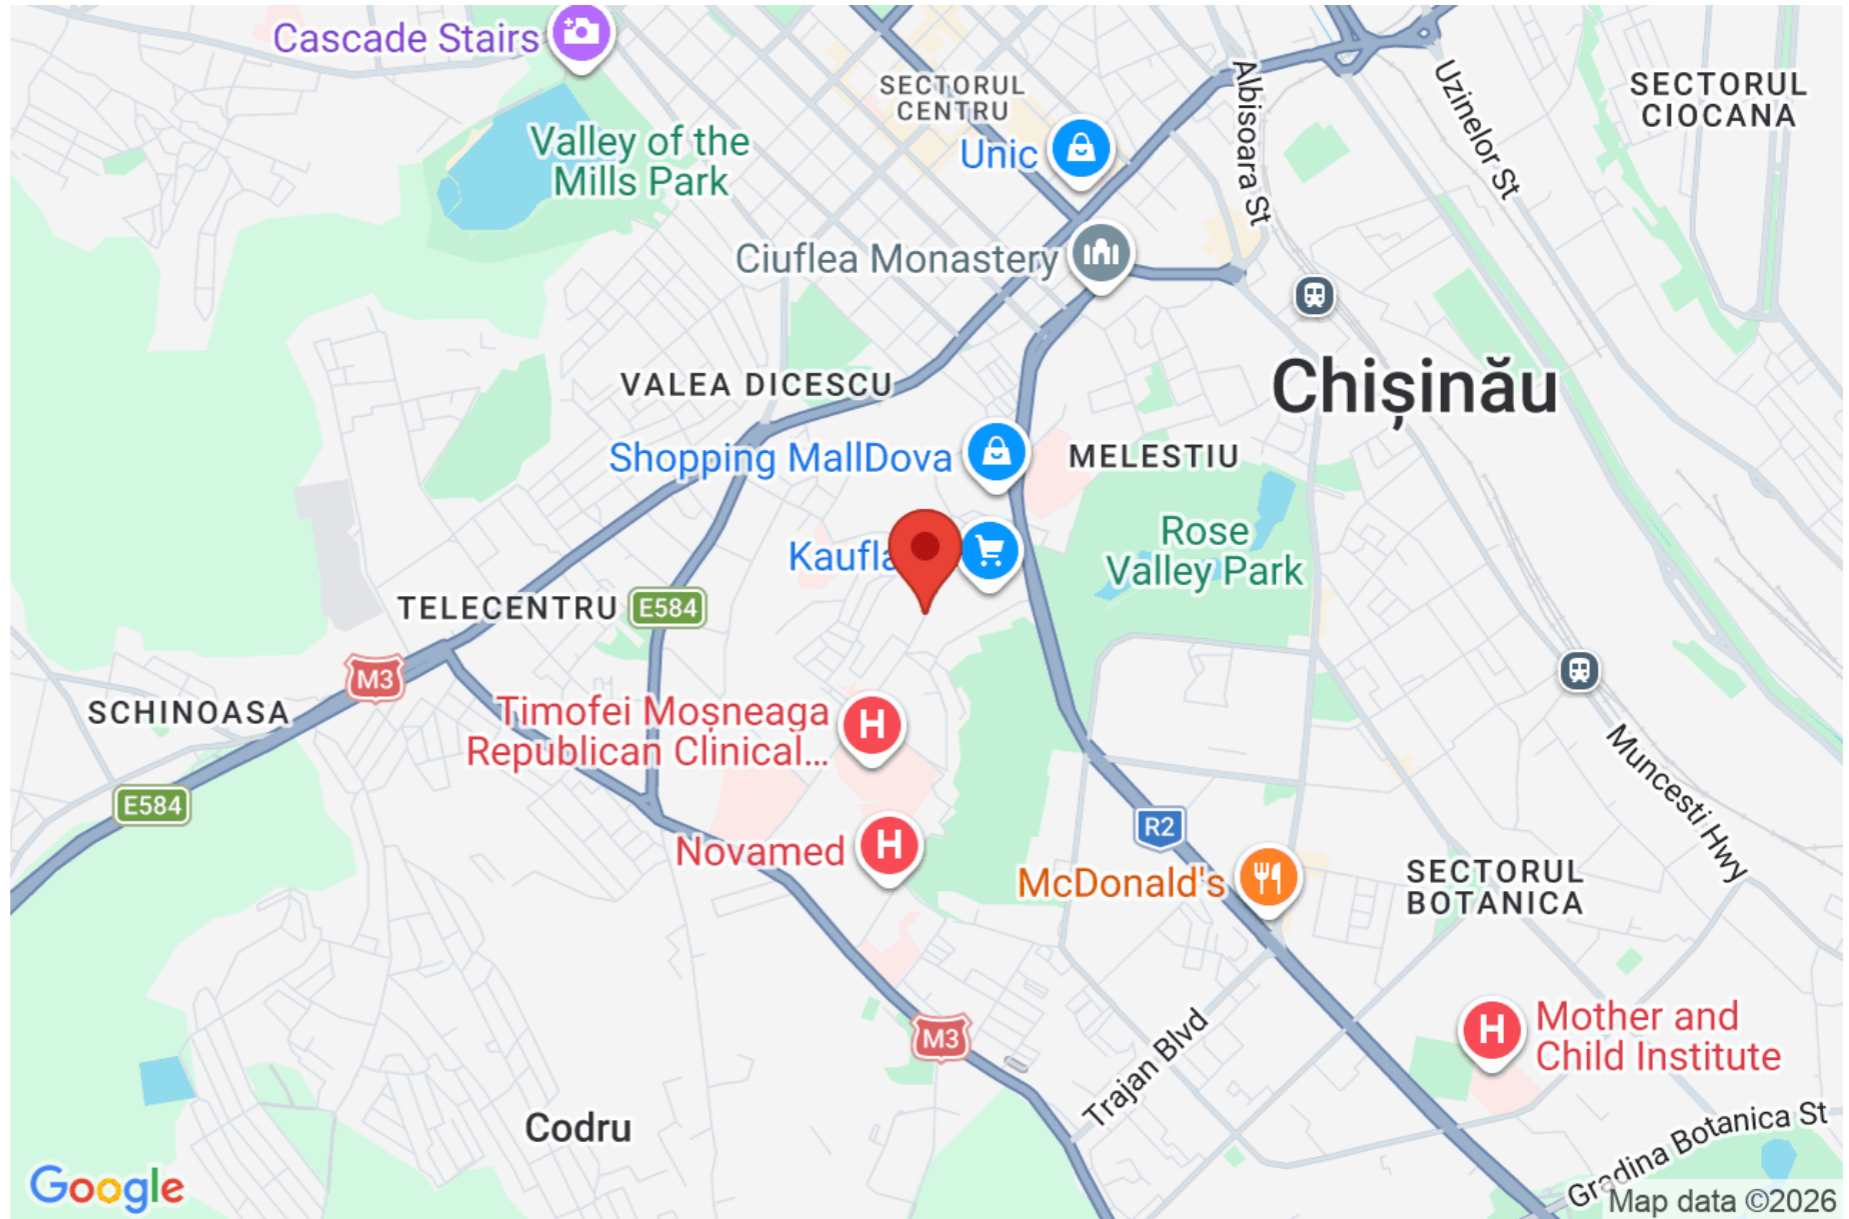 Cascade Stairs
SECTORUL
CENTRU
Uzinelor St
SECTORUL
CIOCANA
Albisoara St
Valley of the
Mills Park
Unic
Ciuflea Monastery
Chișinău
VALEA DICESCU
Shopping MallDova
MELESTIU
Rose
Valley Park
TELECENTRU
E584
M3
SCHINOASA
Timofei Moșneaga
Republican Clinical...
E584
Muncesti Hwy
R2
Novamed
McDonald's
SECTORUL
BOTANICA
M3
Mother and
Child Institute
Trajan Blvd
Codru
Gradina Botanica St
Google
Map data ©2026